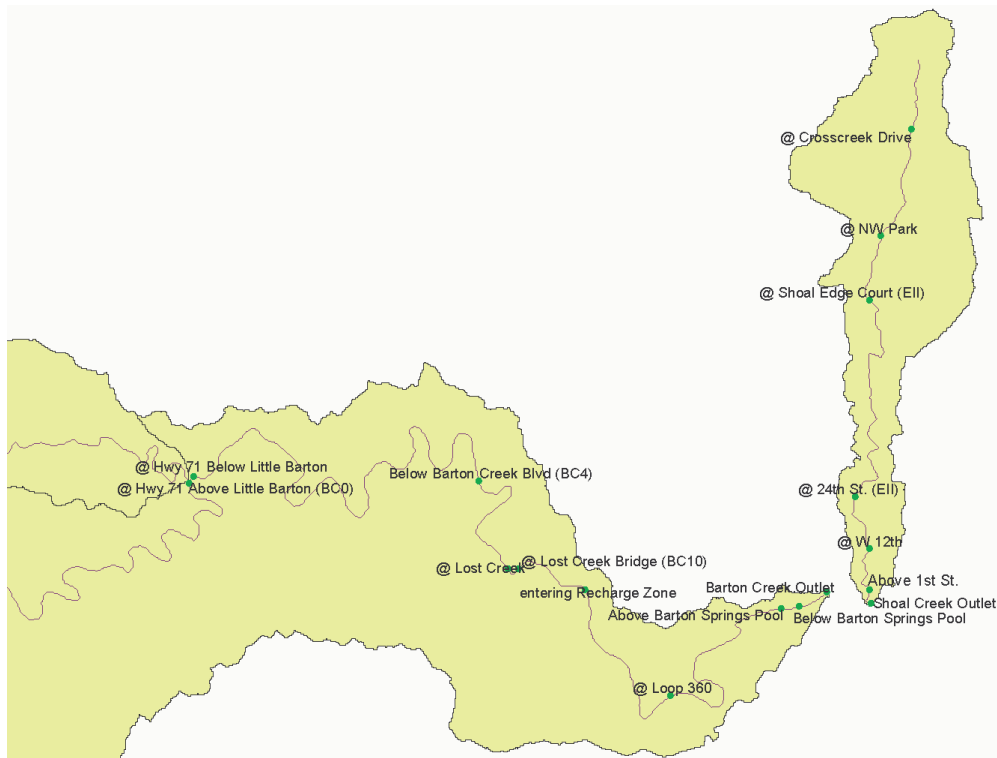 @ Crosscreek Drive
@ NW Park
@ Shoal Edge Court (EII)
@ Hwy 71 Below Little Barton
@ Hwy 71 Above Little Barton (BC0)
Below Barton Creek Blvd (BC4)
@ 24th St. (EII)
@ W 12th
@ Lost Creek
@ Lost Creek Bridge (BC10)
entering Recharge Zone
Barton Creek Outlet
Above 1st St.
Shoal Creek Outlet
Above Barton Springs Pool
Below Barton Springs Pool
@ Loop 360